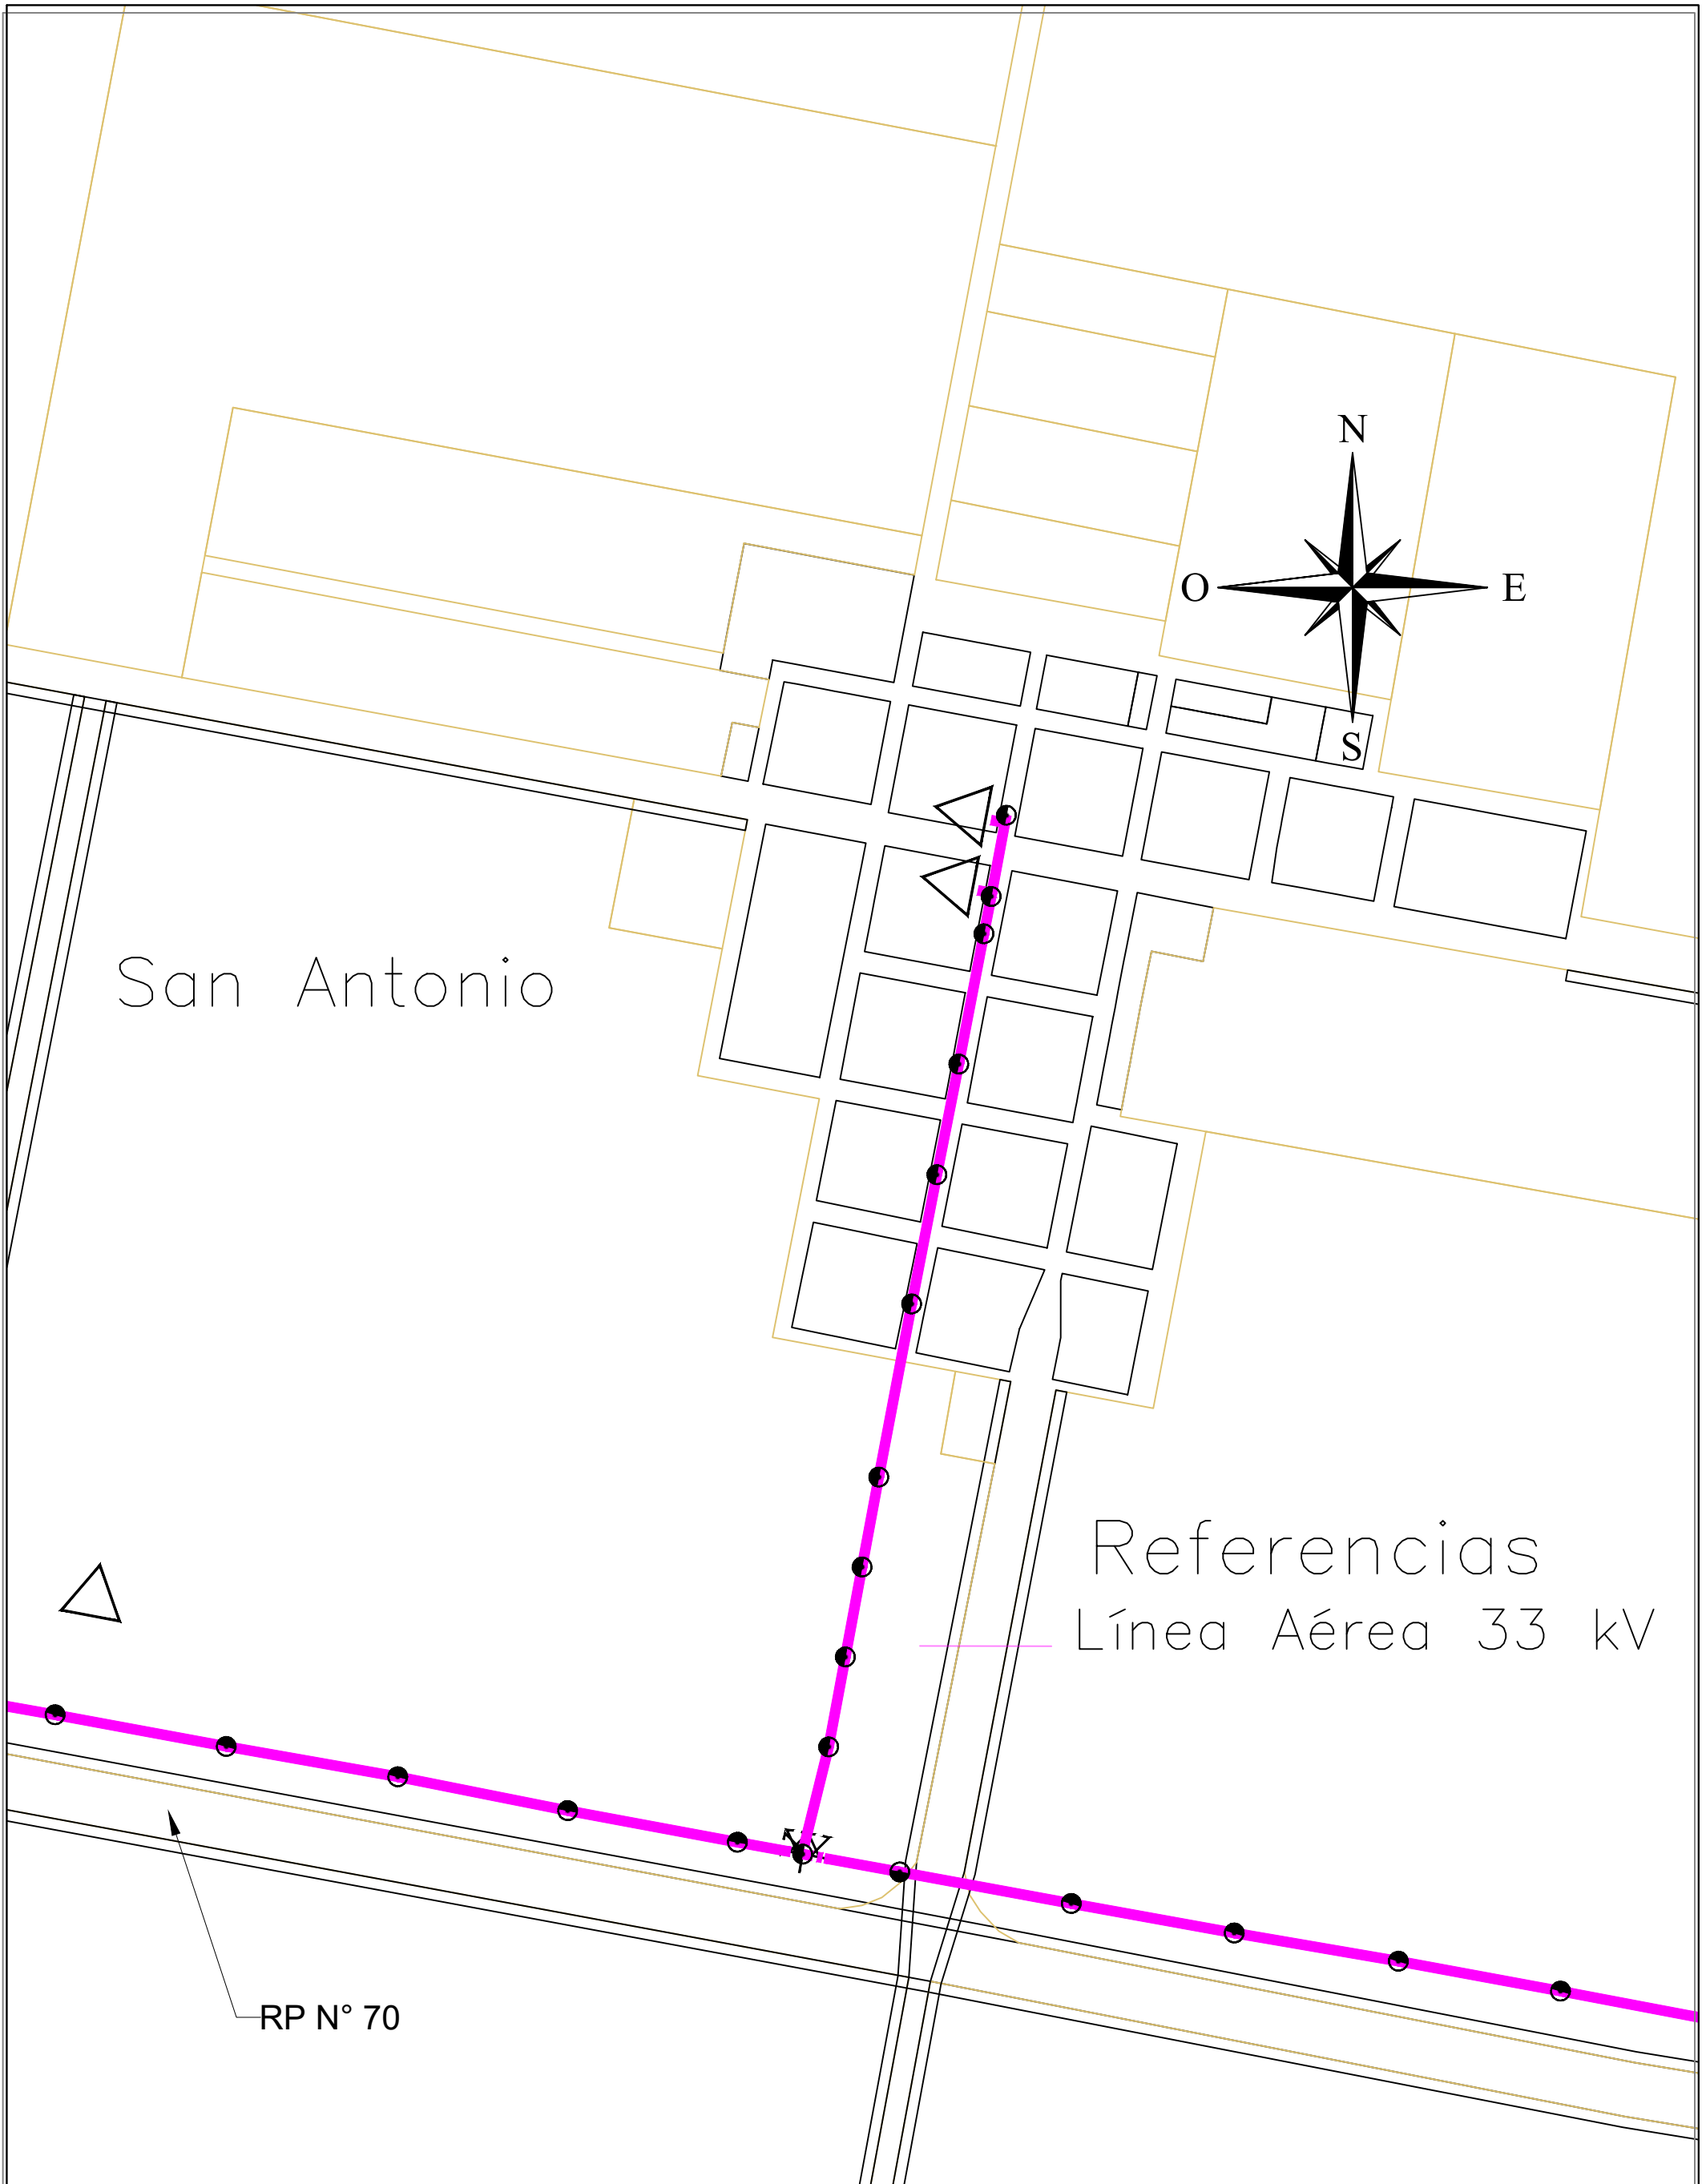 N
O
E
S
San Antonio
Referencias
Línea Aérea 33 kV
RP N° 70